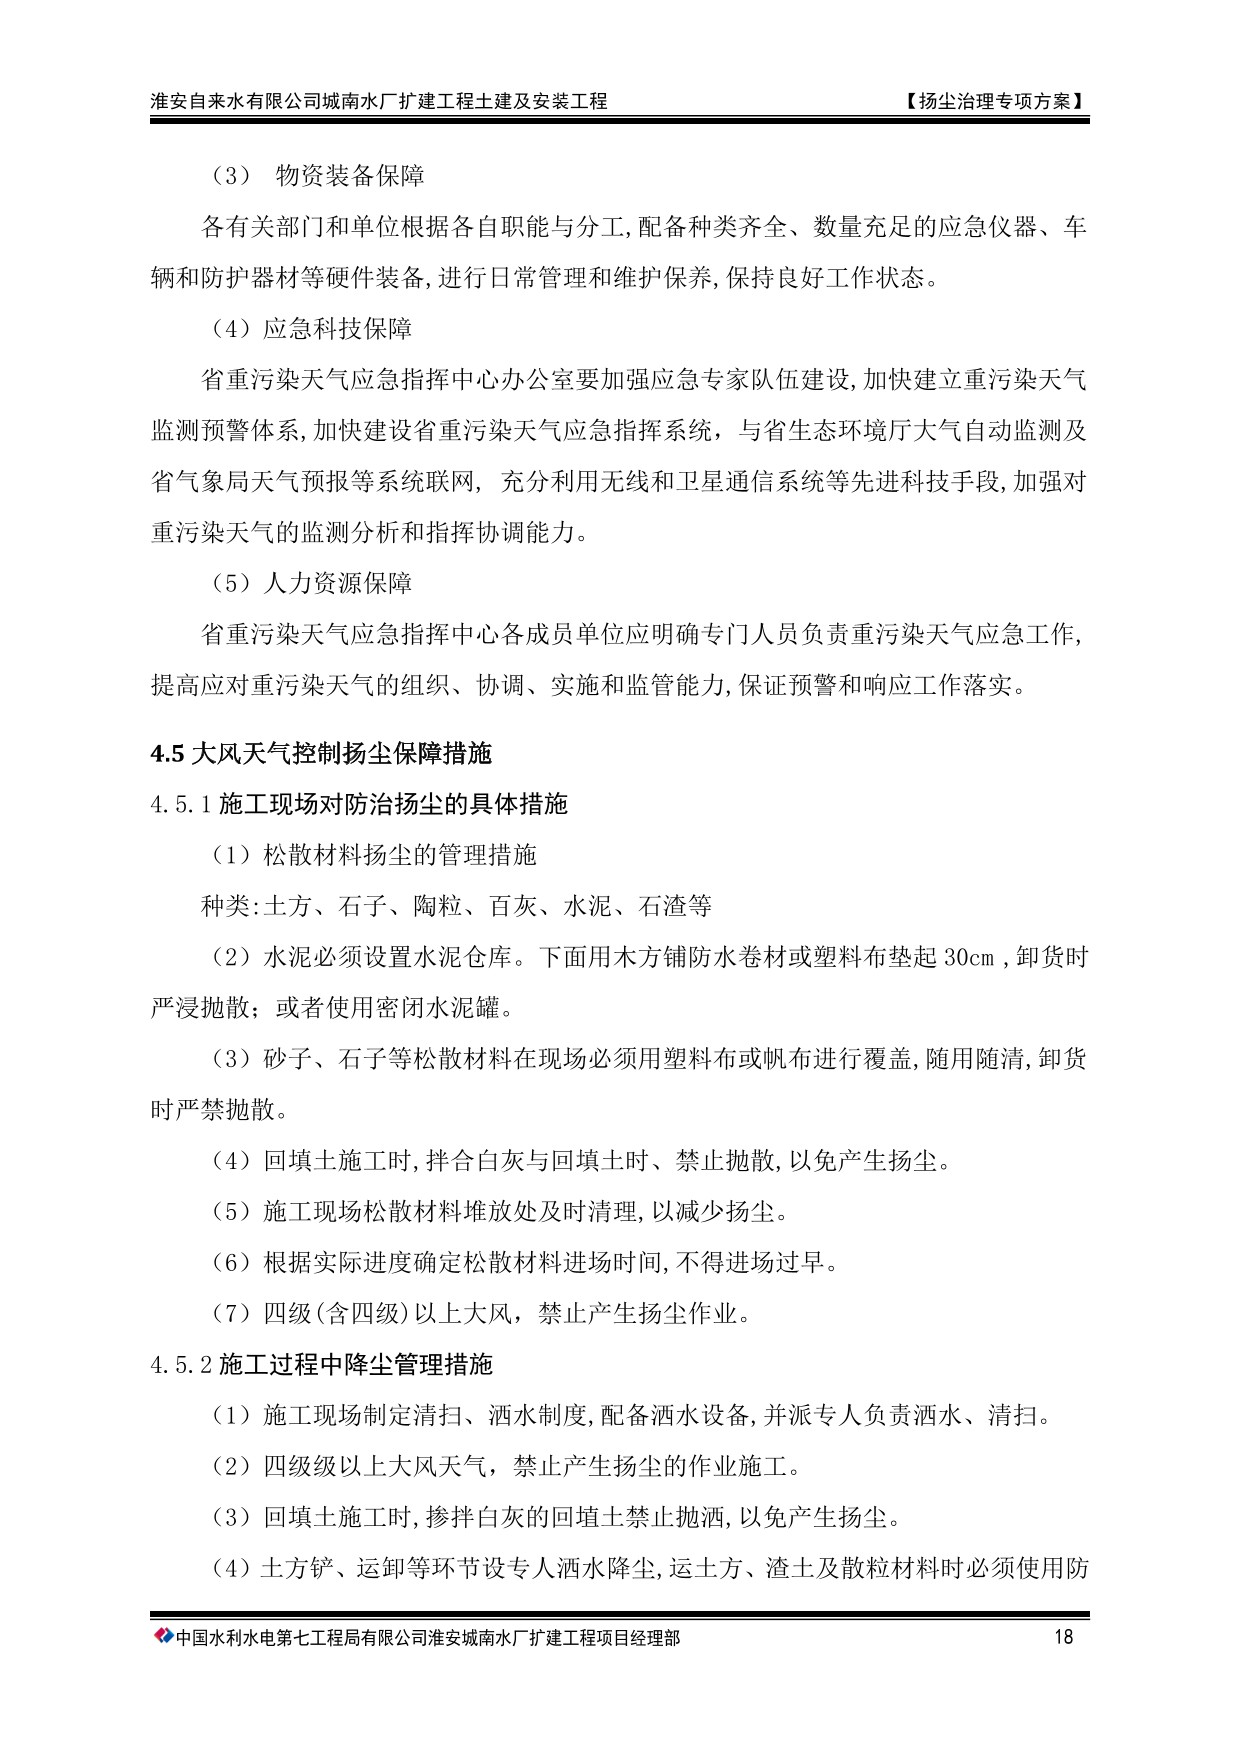 淮安自来水有限公司城南水厂扩建工程土建及安装工程 【扬尘治理专项方案】
（3） 物资装备保障
各有关部门和单位根据各自职能与分工,配备种类齐全、数量充足的应急仪器、车
辆和防护器材等硬件装备,进行日常管理和维护保养,保持良好工作状态。
（4）应急科技保障
省重污染天气应急指挥中心办公室要加强应急专家队伍建设,加快建立重污染天气
监测预警体系,加快建设省重污染天气应急指挥系统，与省生态环境厅大气自动监测及
省气象局天气预报等系统联网, 充分利用无线和卫星通信系统等先进科技手段,加强对
重污染天气的监测分析和指挥协调能力。
（5）人力资源保障
省重污染天气应急指挥中心各成员单位应明确专门人员负责重污染天气应急工作,
提高应对重污染天气的组织、协调、实施和监管能力,保证预警和响应工作落实。
4.5 大风天气控制扬尘保障措施
4.5.1 施工现场对防治扬尘的具体措施
（1）松散材料扬尘的管理措施
种类:土方、石子、陶粒、百灰、水泥、石渣等
（2）水泥必须设置水泥仓库。下面用木方铺防水卷材或塑料布垫起 30cm ,卸货时
严浸抛散；或者使用密闭水泥罐。
（3）砂子、石子等松散材料在现场必须用塑料布或帆布进行覆盖,随用随清,卸货
时严禁抛散。
（4）回填土施工时,拌合白灰与回填土时、禁止抛散,以免产生扬尘。
（5）施工现场松散材料堆放处及时清理,以减少扬尘。
（6）根据实际进度确定松散材料进场时间,不得进场过早。
（7）四级(含四级)以上大风，禁止产生扬尘作业。
4.5.2 施工过程中降尘管理措施
（1）施工现场制定清扫、洒水制度,配备洒水设备,并派专人负责洒水、清扫。
（2）四级级以上大风天气，禁止产生扬尘的作业施工。
（3）回填土施工时,掺拌白灰的回埴土禁止抛洒,以免产生扬尘。
（4）土方铲、运卸等环节设专人洒水降尘,运土方、渣土及散粒材料时必须使用防
中国水利水电第七工程局有限公司淮安城南水厂扩建工程项目经理部 18